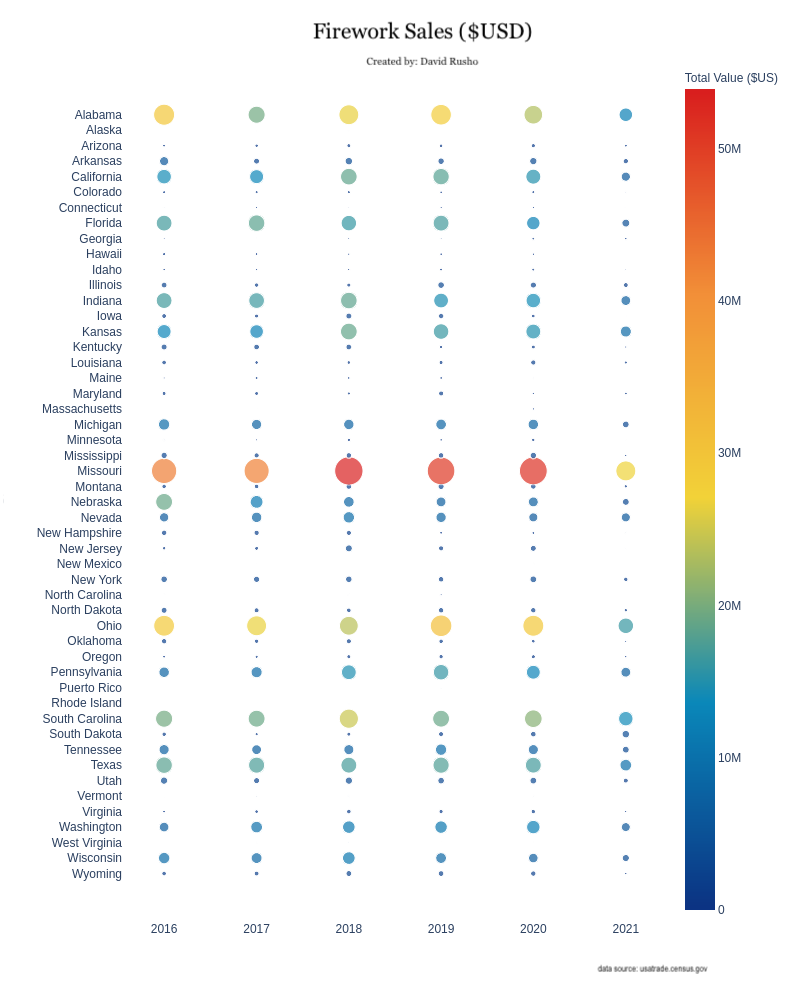 Firework Sales ($USD)
Created by: David Rusho
Total Value ($US)
Alabama
Alaska
Arizona
Arkansas
California
Colorado
Connecticut
Florida
Georgia
Hawaii
Idaho
Illinois
Indiana
Iowa
Kansas
Kentucky
Louisiana
Maine
Maryland
Massachusetts
Michigan
Minnesota
Mississippi
Missouri
Montana
Nebraska
Nevada
New Hampshire
New Jersey
New Mexico
New York
North Carolina
North Dakota
Ohio
Oklahoma
Oregon
Pennsylvania
Puerto Rico
Rhode Island
South Carolina
South Dakota
Tennessee
Texas
Utah
Vermont
Virginia
Washington
West Virginia
Wisconsin
Wyoming
50M
40M
30M
20M
10M
0
2016 2017 2018 2019 2020 2021
data source: usatrade.census.gov